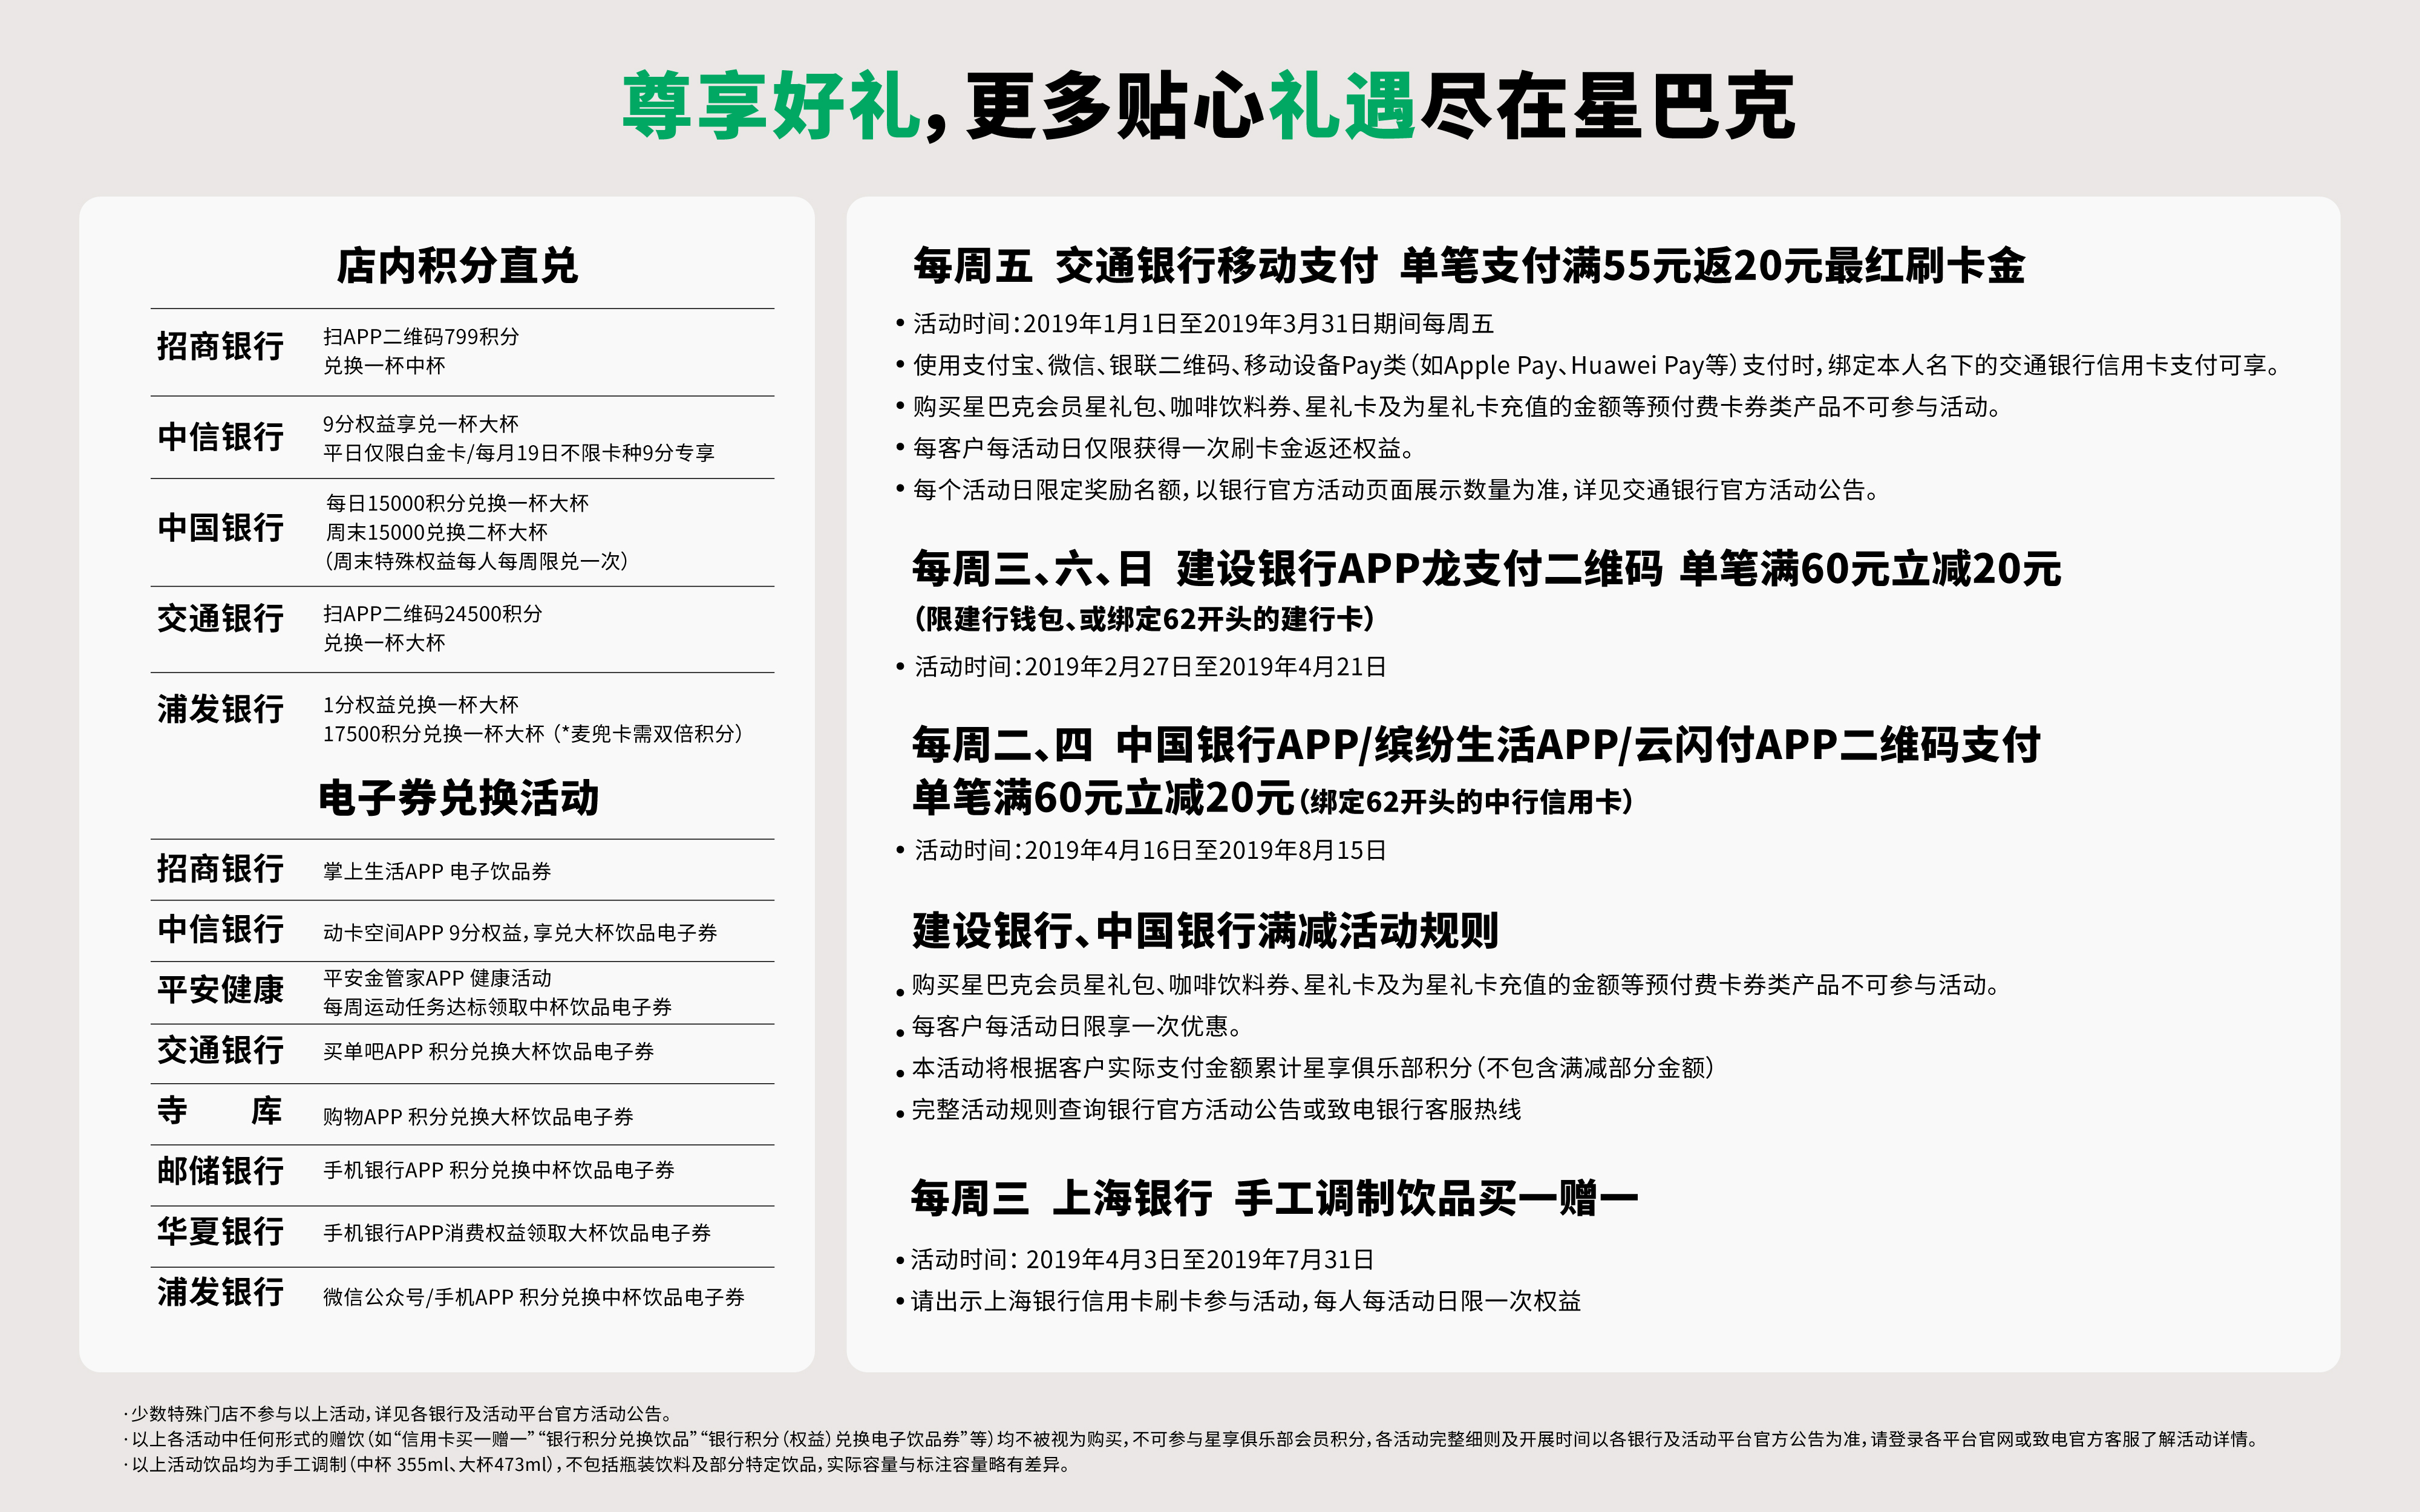 尊享好礼，更多贴心礼遇尽在星巴克
店内积分直兑
招商银行
扫APP二维码799积分
兑换一杯中杯
中信银行
9分权益享兑一杯大杯
平日仅限白金卡/每月19日不限卡种9分专享
中国银行
每日15000积分兑换一杯大杯
周末15000兑换二杯大杯
（周末特殊权益每人每周限兑一次）
交通银行
扫APP二维码24500积分
兑换一杯大杯
浦发银行
1分权益兑换一杯大杯
17500积分兑换一杯大杯（*麦兜卡需双倍积分）
电子券兑换活动
招商银行 掌上生活APP 电子饮品券
中信银行 动卡空间APP 9分权益，享兑大杯饮品电子券
平安健康
平安金管家APP 健康活动
每周运动任务达标领取中杯饮品电子券
交通银行 买单吧APP 积分兑换大杯饮品电子券
寺 库 购物APP 积分兑换大杯饮品电子券
邮储银行 手机银行APP 积分兑换中杯饮品电子券
华夏银行 手机银行APP消费权益领取大杯饮品电子券
浦发银行 微信公众号/手机APP 积分兑换中杯饮品电子券
每周五 交通银行移动支付 单笔支付满55元返20元最红刷卡金
• 活动时间：2019年1月1日至2019年3月31日期间每周五
• 使用支付宝、微信、银联二维码、移动设备Pay类（如Apple Pay、Huawei Pay等）支付时，绑定本人名下的交通银行信用卡支付可享。
• 购买星巴克会员星礼包、咖啡饮料券、星礼卡及为星礼卡充值的金额等预付费卡券类产品不可参与活动。
• 每客户每活动日仅限获得一次刷卡金返还权益。
• 每个活动日限定奖励名额，以银行官方活动页面展示数量为准，详见交通银行官方活动公告。
每周三、六、日 建设银行APP龙支付二维码 单笔满60元立减20元
（限建行钱包、或绑定62开头的建行卡）
• 活动时间：2019年2月27日至2019年4月21日
每周二、四 中国银行APP/缤纷生活APP/云闪付APP二维码支付
单笔满60元立减20元（绑定62开头的中行信用卡）
• 活动时间：2019年4月16日至2019年8月15日
建设银行、中国银行满减活动规则
• 购买星巴克会员星礼包、咖啡饮料券、星礼卡及为星礼卡充值的金额等预付费卡券类产品不可参与活动。
• 每客户每活动日限享一次优惠。
• 本活动将根据客户实际支付金额累计星享俱乐部积分（不包含满减部分金额）
• 完整活动规则查询银行官方活动公告或致电银行客服热线
每周三 上海银行 手工调制饮品买一赠一
• 活动时间： 2019年4月3日至2019年7月31日
• 请出示上海银行信用卡刷卡参与活动，每人每活动日限一次权益
·少数特殊门店不参与以上活动，详见各银行及活动平台官方活动公告。
·以上各活动中任何形式的赠饮（如“信用卡买一赠一”“银行积分兑换饮品”“银行积分（权益）兑换电子饮品券”等）均不被视为购买，不可参与星享俱乐部会员积分，各活动完整细则及开展时间以各银行及活动平台官方公告为准，请登录各平台官网或致电官方客服了解活动详情。
·以上活动饮品均为手工调制（中杯 355ml、大杯473ml），不包括瓶装饮料及部分特定饮品，实际容量与标注容量略有差异。